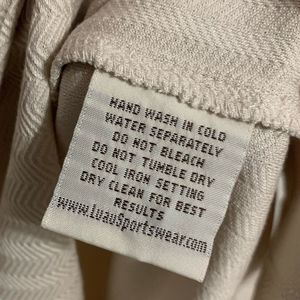 HAND WASH IN COLD
WATER SEPARATELY
DO NOT BLEACH
DO NOT TUMBLE DRY
COOL IRON SETTING
DRY CLEAN FOR BEST
RESULTS
www.LuauSportswear.com